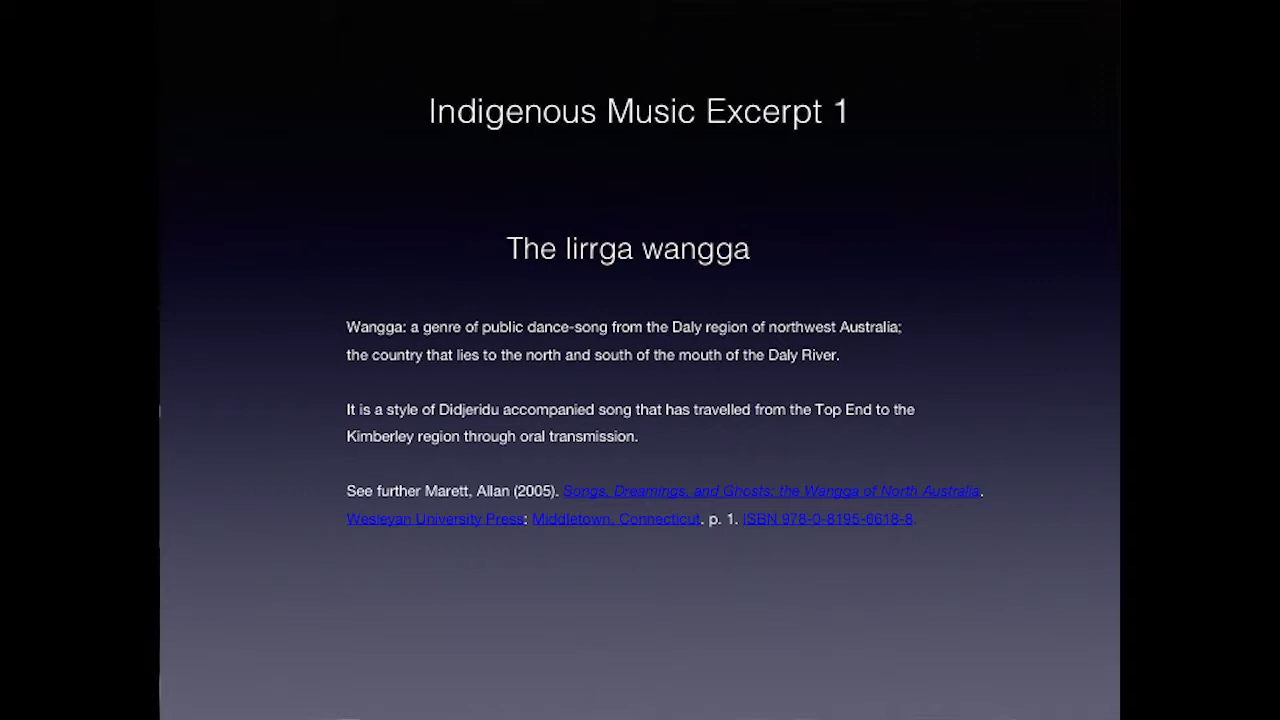 Indigenous Music Excerpt 1
The lirrga wangga
Wangga: a genre of public dance-song from the Daly region of northwest Australia;
the country that lies to the north and south of the mouth of the Daly River.
It is a style of Didjeridu accompanied song that has travelled from the Top End to the
Kimberley region through oral transmission.
See further Marett, Allan (2005). Songs, Dreamings, and Ghosts: the Wangga of North Australia.
Wesleyan University Press: Middletown, Connecticut. p. 1. ISBN 978-0-8195-6618-8.